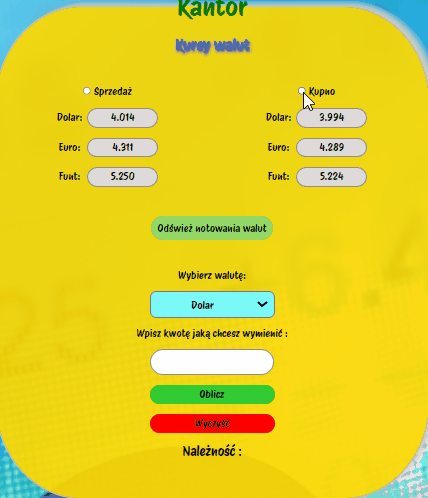 Kantor
Kursy walut
Sprzedaż
Kupno
Dolar: 4.014
Dolar: 3.994
Euro: 4.311
Euro: 4.289
Funt: 5.250
Funt: 5.224
Odśwież notowania walut
Wybierz walutę:
Dolar
Wpisz kwotę jaką chcesz wymienić :
Oblicz
Wyczyść
Należność :